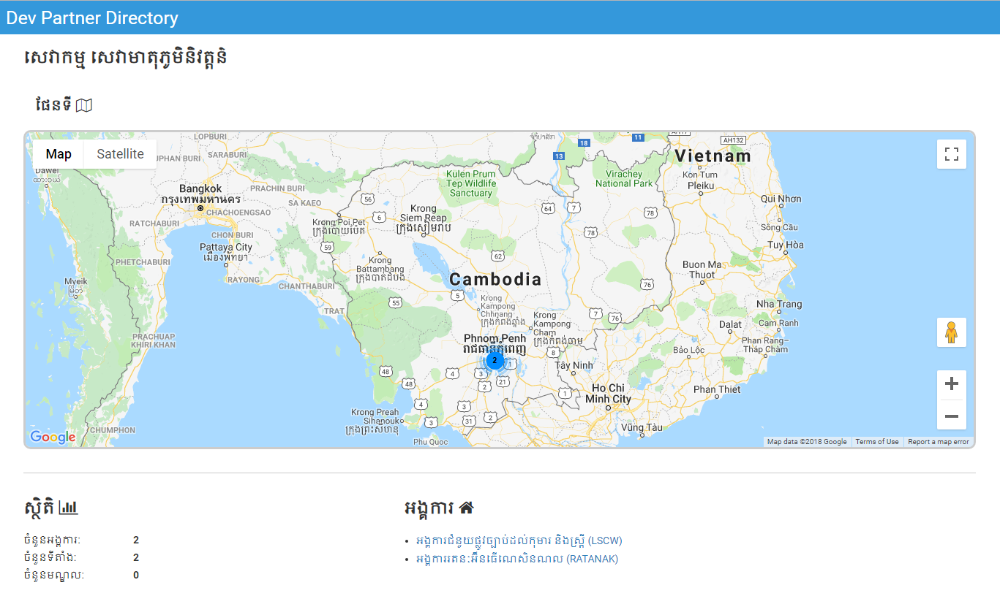 Dev Partner Directory
សេវាកម្ម សេវាមាតុភូមិនិវត្តន៌
ផែនទី
Map Satellite
LOPBURI
SARABURI
UPHAN BURI
Dawei
ထားဝယ်
Bangkok
กรุงเทพมหานคร
PRACHIN BURI
SA KAEO
CHACHOENGSAO
RATCHABURI
CHON BURI
Pattaya City
เมืองพัทยา
PHETCHABURI
RAYONG
CHANTHABURI
TRAT
Myeik
မြိတ်
PRACHUAP
KHIRI KHAN
CHUMPHON
Krong Poi Pet
ក្រុងប៉ោយប៉ែត
Krong
Siem Reap
ក្រុងសៀមរាប
Kulen Prum
Tep Wildlife
Sanctuary
Virachey
National Park
Krong
Battambang
ក្រុងបាត់ដំបង
Cambodia
Krong
Kampong
Chhnang
ក្រុងកំពង់ឆ្នាំង
Krong
Kampong
Cham
ក្រុងកំពង់ចាម
Phnom Penh
រាជធានីភ្នំពេញ
2
Krong Preah
Sihanouk
ក្រុងព្រះសីហនុ
Phu Quoc
Vietnam
Kon Tum
Pleiku
Qui Nhơn
Sông Cầu
Tuy Hòa
Buon Ma
Thuot
Nha Trang
Dalat
Cam Ranh
Phan Rang–
Tháp Chàm
Bảo Lộc
Tây Ninh
Ho Chi
Minh City
Phan Thiet
Vũng Tàu
18
11
13
AH17
AH132
56
6
59
64
7
78
78
62
76
5
55
7
76
8
1
48
48
4
3
2
21
4
3
3
31
2
1
Google
Map data ©2018 Google Terms of Use Report a map error
ស្ថិតិ
ចំនួនអង្គការ: 2
ចំនួនទីតាំង: 2
ចំនួនមណ្ឌល: 0
អង្គការ
• អង្គការជំនួយផ្លូវច្បាប់ដល់កុមារ និងស្ត្រី (LSCW)
• អង្គការរតនៈអ៊ីនធើណេសិនណល (RATANAK)